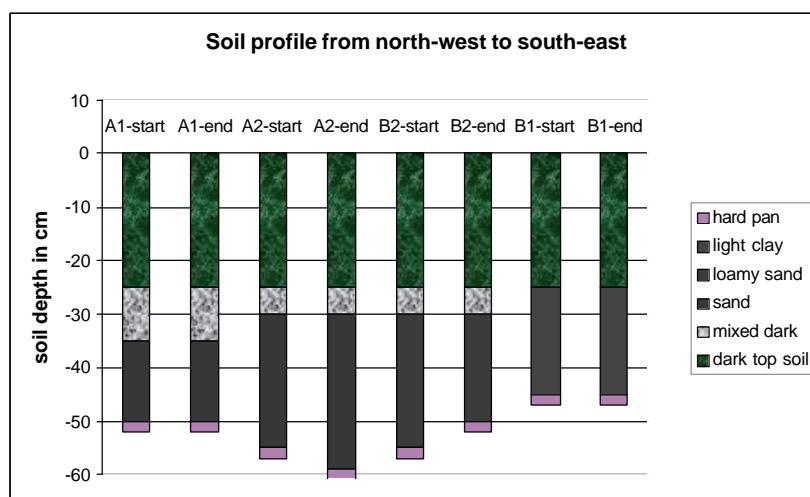 Soil profile from north-west to south-east
10
A1-start A1-end A2-start A2-end B2-start B2-end B1-start B1-end
0
-10
-20
-30
-40
-50
-60
soil depth in cm
hard pan
light clay
loamy sand
sand
mixed dark
dark top soil